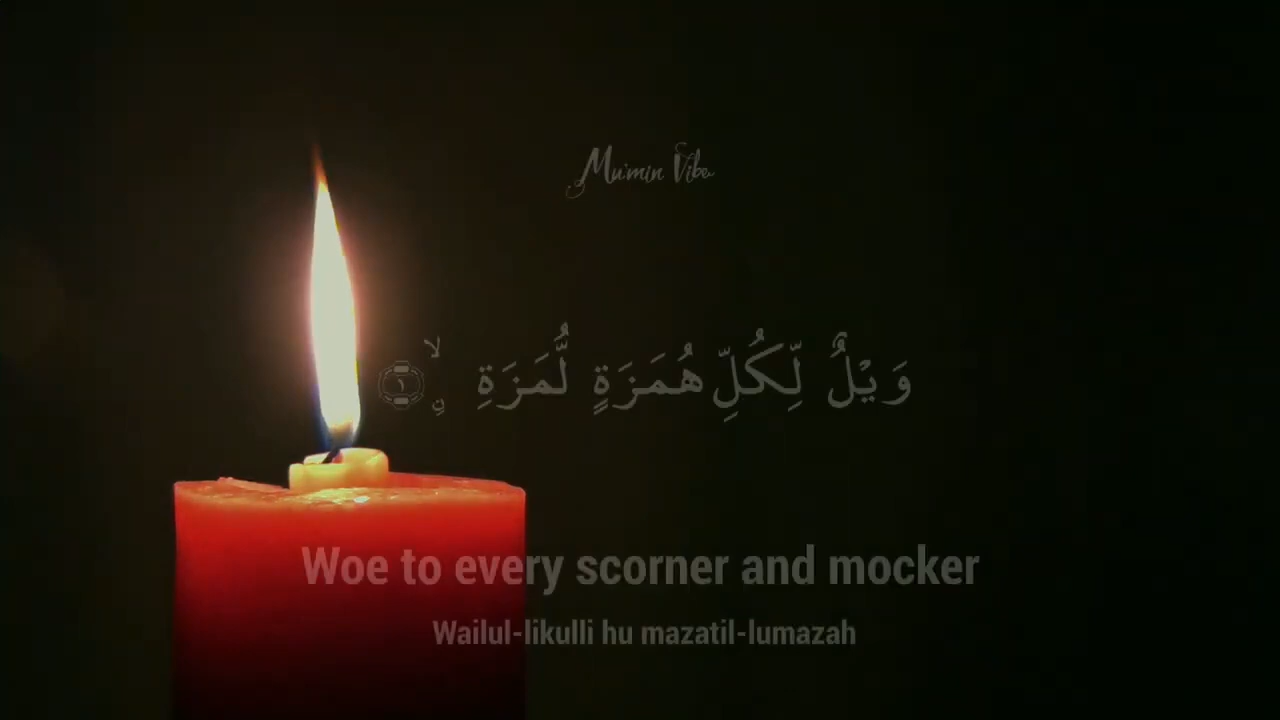 Mu'min Vibe
وَيْلٌ لِّكُلِّ هُمَزَةٍ لُّمَزَةِ ۙنِ ۝١
Woe to every scorner and mocker
Wailul-likulli hu mazatil-lumazah